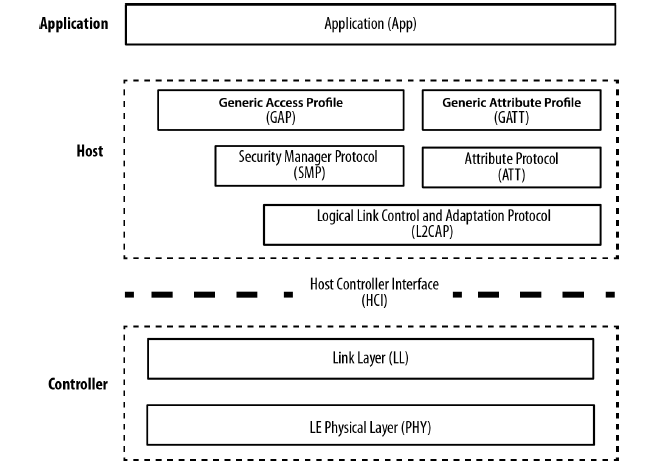 Application
Application (App)
Host
Generic Access Profile
(GAP)
Generic Attribute Profile
(GATT)
Security Manager Protocol
(SMP)
Attribute Protocol
(ATT)
Logical Link Control and Adaptation Protocol
(L2CAP)
Host Controller Interface
(HCI)
Controller
Link Layer (LL)
LE Physical Layer (PHY)